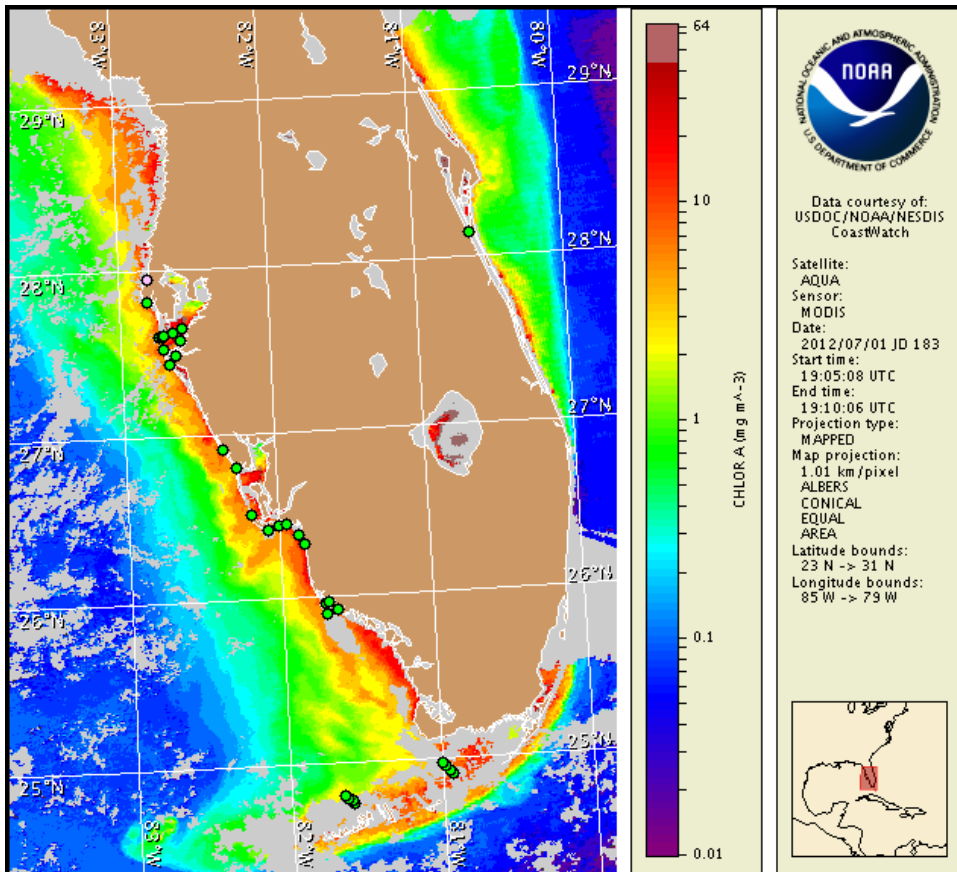 83°W
82°W
81°W
80°W
29°N
29°N
28°N
28°N
27°N
27°N
26°N
26°N
25°N
25°N
83°W
82°W
81°W
64
10
1
0.1
0.01
CHLOR A (mg m^-3)
NATIONAL OCEANIC AND ATMOSPHERIC ADMINISTRATION
NOAA
U.S. DEPARTMENT OF COMMERCE
Data courtesy of:
USDOC/NOAA/NESDIS
CoastWatch
Satellite:
AQUA
Sensor:
MODIS
Date:
2012/07/01 JD 183
Start time:
19:05:08 UTC
End time:
19:10:06 UTC
Projection type:
MAPPED
Map projection:
1.01 km/pixel
ALBERS
CONICAL
EQUAL
AREA
Latitude bounds:
23 N -> 31 N
Longitude bounds:
85 W -> 79 W